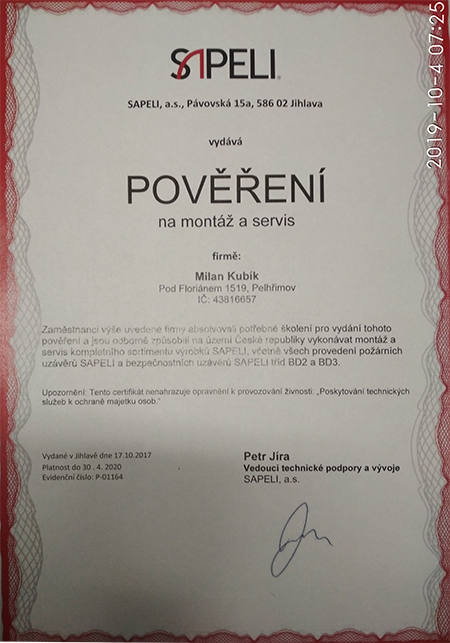 SAPELI
SAPELI, a.s., Pávovská 15a, 586 02 Jihlava
vydává
POVĚŘENÍ
na montáž a servis
firmě:
Milan Kubík
Pod Floriánem 1519, Pelhřimov
IČ: 43816657
Zaměstnanci výše uvedené firmy absolvovali potřebné školení pro vydání tohoto
pověření a jsou odborně způsobilí na území České republiky vykonávat montáž a
servis kompletního sortimentu výrobků SAPELI, včetně všech provedení požárních
uzávěrů SAPELI a bezpečnostních uzávěrů SAPELI tříd BD2 a BD3.
Upozornění: Tento certifikát nenahrazuje oprávnění k provozování živnosti: „Poskytování technických
služeb k ochraně majetku osob."
Vydané v Jihlavě dne 17.10.2017
Platnost do 30 . 4. 2020
Evidenční číslo: P-01164
Petr Jíra
Vedoucí technické podpory a vývoje
SAPELI, a.s.
2019-10-4 07:25